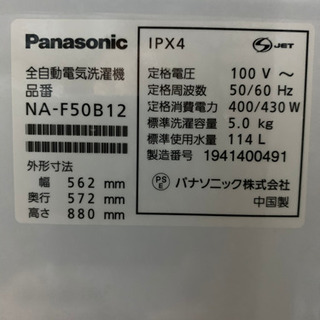 Panasonic
全自動電気洗濯機
品番
NA-F50B12
外形寸法
幅 562 mm
奥行 572 mm
高さ 880 mm
IPX4
S JET
定格電圧 100 V ～
定格周波数 50/60 Hz
定格消費電力 400/430 W
標準洗濯容量 5.0 kg
標準使用水量 114 L
製造番号 1941400491
PS E パナソニック株式会社
中国製